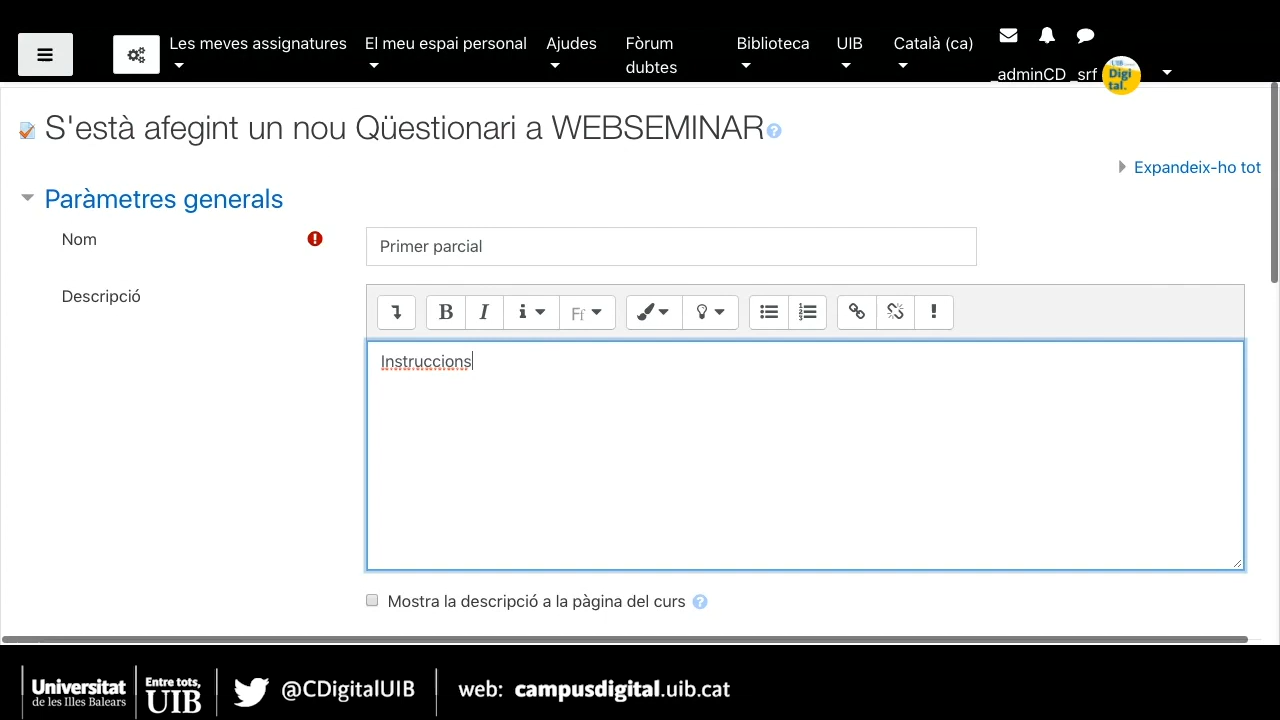 Les meves assignatures El meu espai personal Ajudes Fòrum dubtes Biblioteca UIB Català (ca)
_adminCD _srf
UIB Digital.
S'està afegint un nou Qüestionari a WEBSEMINAR
Expandeix-ho tot
Paràmetres generals
Nom
Primer parcial
Descripció
B I i Ff
Instruccions
Mostra la descripció a la pàgina del curs
Universitat de les Illes Balears
Entre tots, UIB
@CDigitalUIB
web: campusdigital.uib.cat